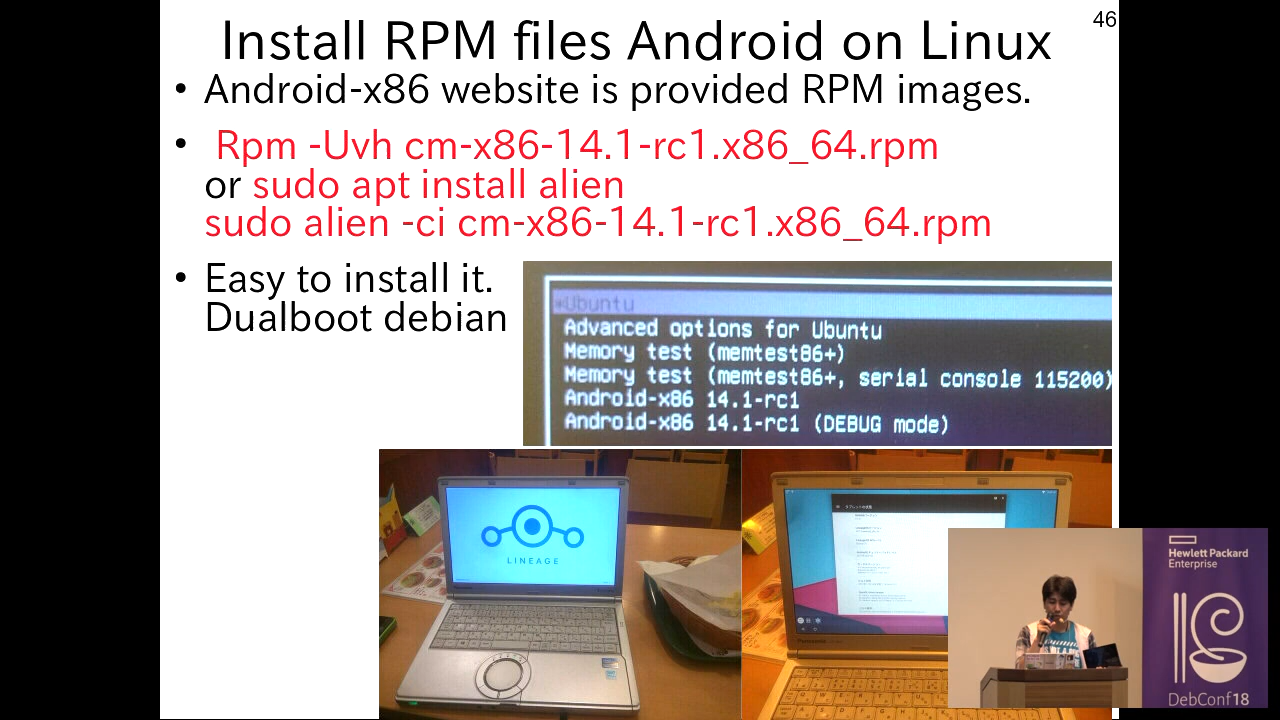 46
Install RPM files Android on Linux
• Android-x86 website is provided RPM images.
• Rpm -Uvh cm-x86-14.1-rc1.x86_64.rpm
or sudo apt install alien
sudo alien -ci cm-x86-14.1-rc1.x86_64.rpm
• Easy to install it.
Dualboot debian
*Ubuntu
Advanced options for Ubuntu
Memory test (memtest86+)
Memory test (memtest86+, serial console 115200)
Android-x86 14.1-rc1
Android-x86 14.1-rc1 (DEBUG mode)
LINEAGE
Panasonic
Hewlett Packard
Enterprise
DebConf18